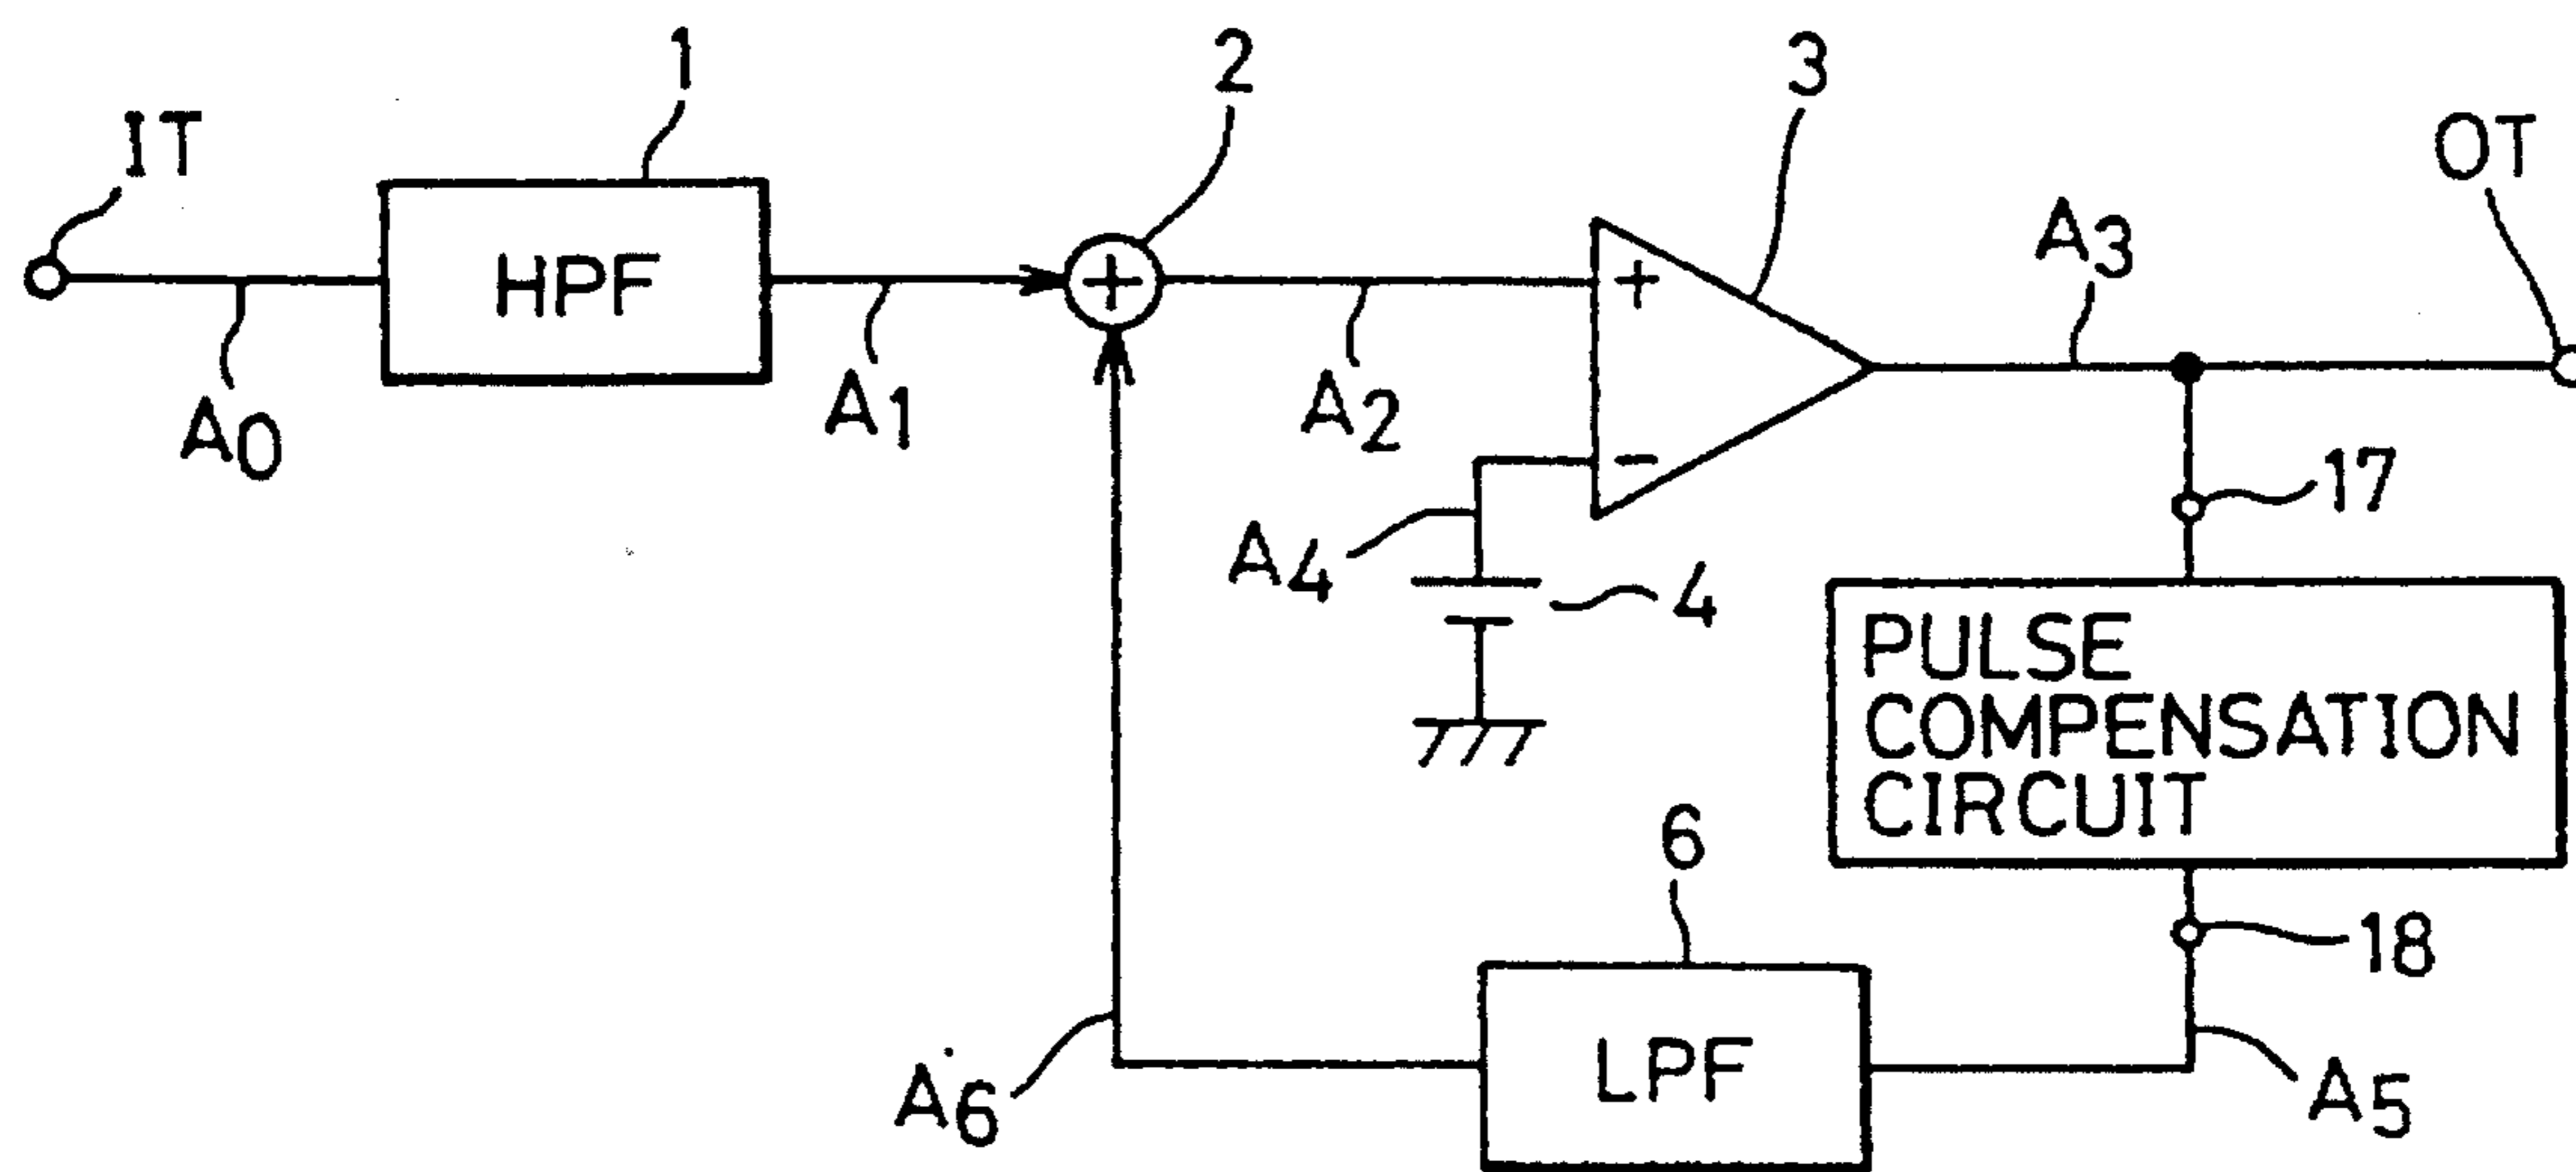 1
2
3
IT
OT
HPF
+
+
−
A0
A1
A2
A3
A4
4
17
PULSE
COMPENSATION
CIRCUIT
6
18
LPF
A6
A5